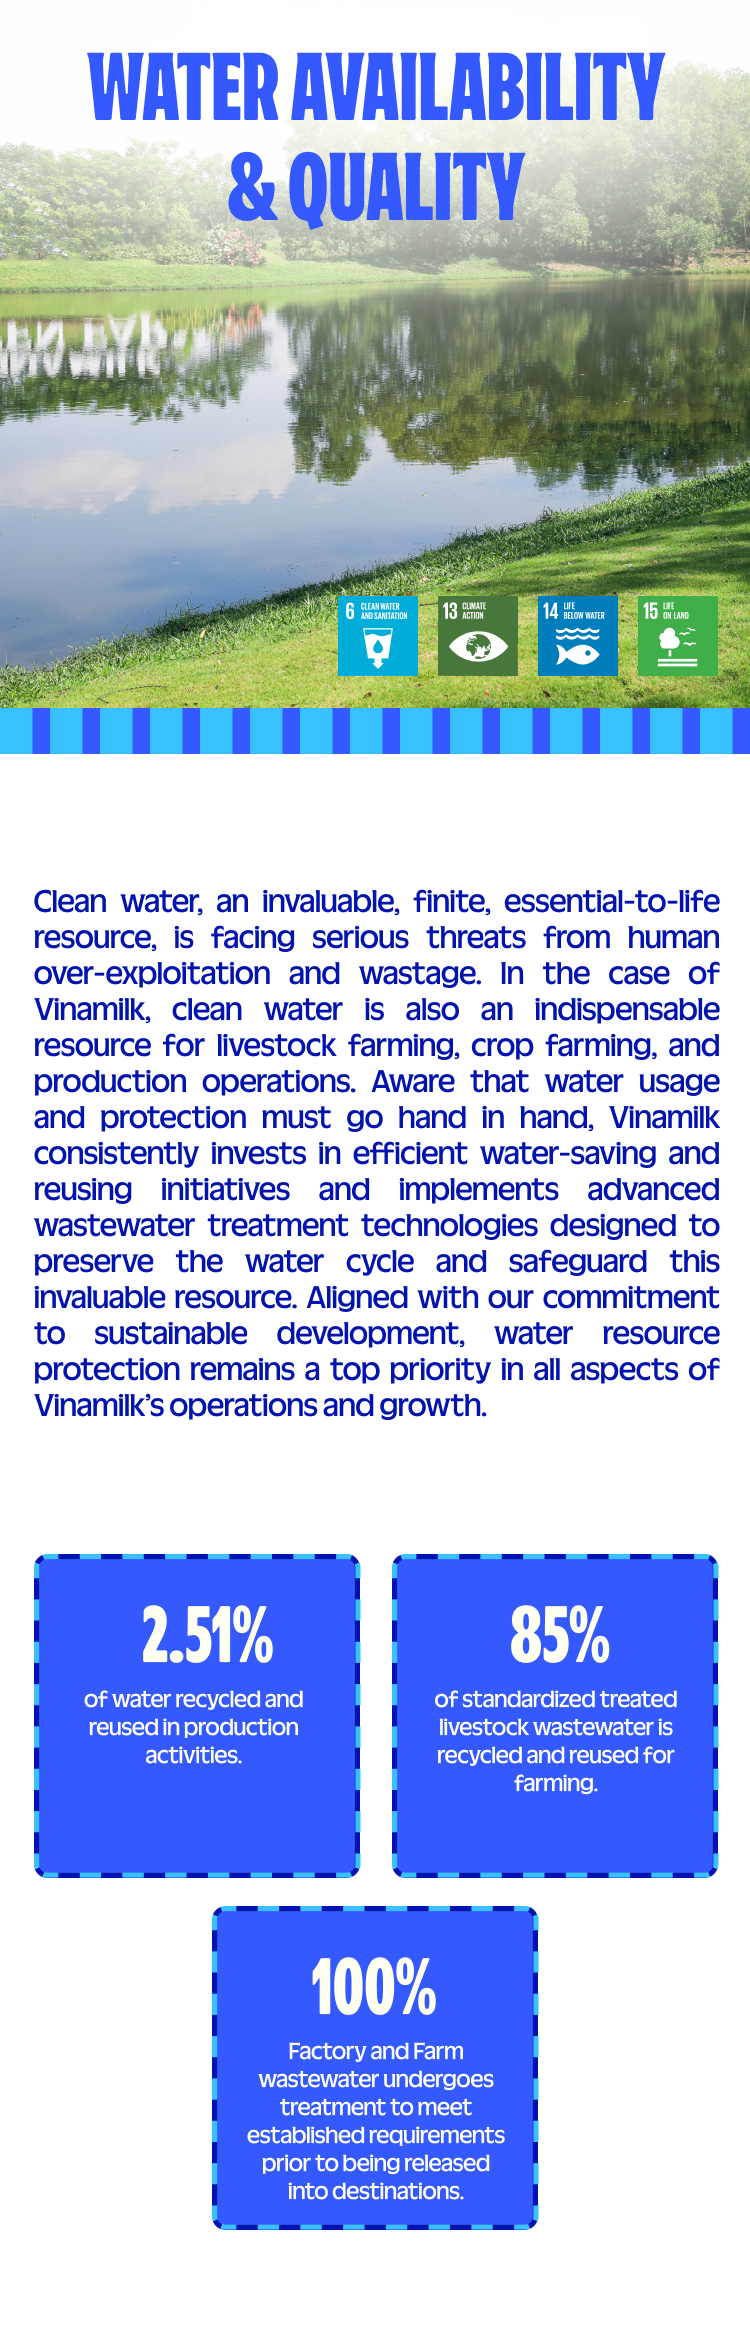 WATER AVAILABILITY
& QUALITY
6 CLEAN WATER
AND SANITATION
13 CLIMATE
ACTION
14 LIFE
BELOW WATER
15 LIFE
ON LAND
Clean water, an invaluable, finite, essential-to-life
resource, is facing serious threats from human
over-exploitation and wastage. In the case of
Vinamilk, clean water is also an indispensable
resource for livestock farming, crop farming, and
production operations. Aware that water usage
and protection must go hand in hand, Vinamilk
consistently invests in efficient water-saving and
reusing initiatives and implements advanced
wastewater treatment technologies designed to
preserve the water cycle and safeguard this
invaluable resource. Aligned with our commitment
to sustainable development, water resource
protection remains a top priority in all aspects of
Vinamilk’s operations and growth.
2.51%
of water recycled and
reused in production
activities.
85%
of standardized treated
livestock wastewater is
recycled and reused for
farming.
100%
Factory and Farm
wastewater undergoes
treatment to meet
established requirements
prior to being released
into destinations.